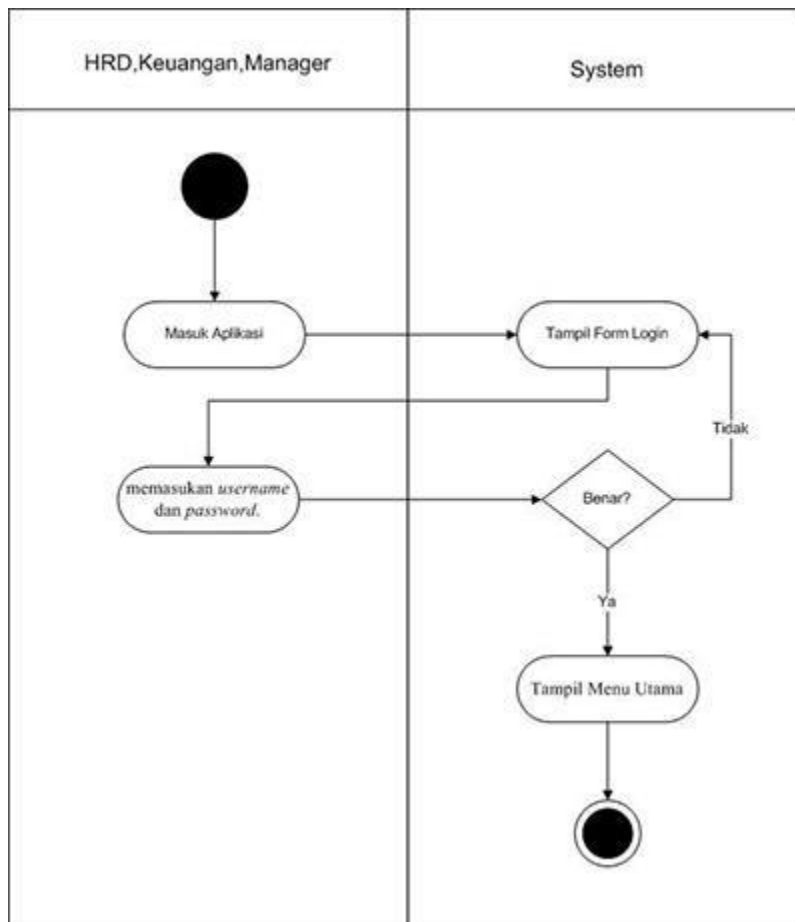 HRD,Keuangan,Manager
System
Masuk Aplikasi
Tampil Form Login
Tidak
memasukan username
dan password.
Benar?
Ya
Tampil Menu Utama